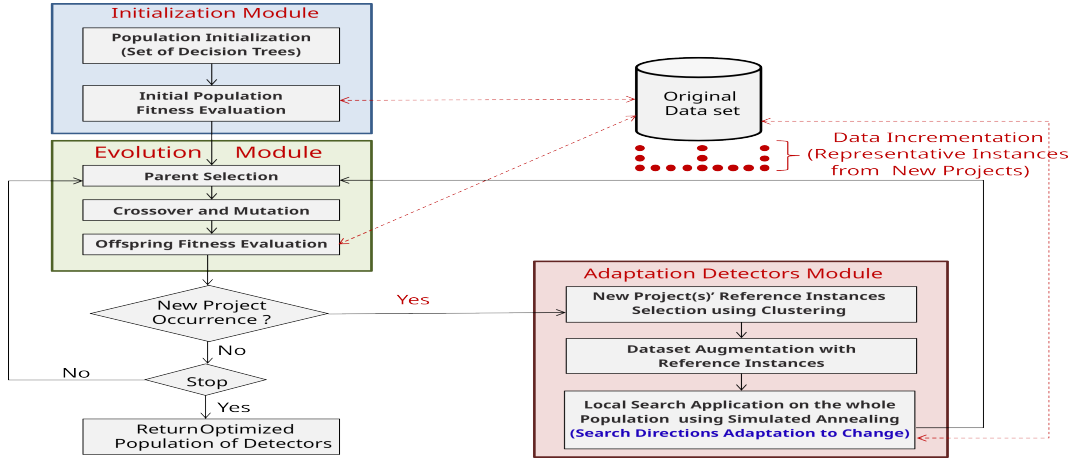 Initialization Module
Population Initialization
(Set of Decision Trees)
Initial Population
Fitness Evaluation
Original
Data set
Data Incrementation
(Representative Instances
from New Projects)
Evolution Module
Parent Selection
Crossover and Mutation
Offspring Fitness Evaluation
New Project
Occurrence ?
Yes
No
No
Stop
Yes
ReturnOptimized
Population of Detectors
Adaptation Detectors Module
New Project(s)’ Reference Instances
Selection using Clustering
Dataset Augmentation with
Reference Instances
Local Search Application on the whole
Population using Simulated Annealing
(Search Directions Adaptation to Change)